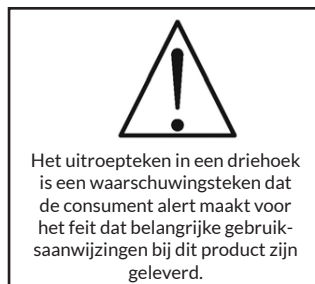 Het uitroepteken in een driehoek
is een waarschuwingsteken dat
de consument alert maakt voor
het feit dat belangrijke gebruik-
saanwijzingen bij dit product zijn
geleverd.